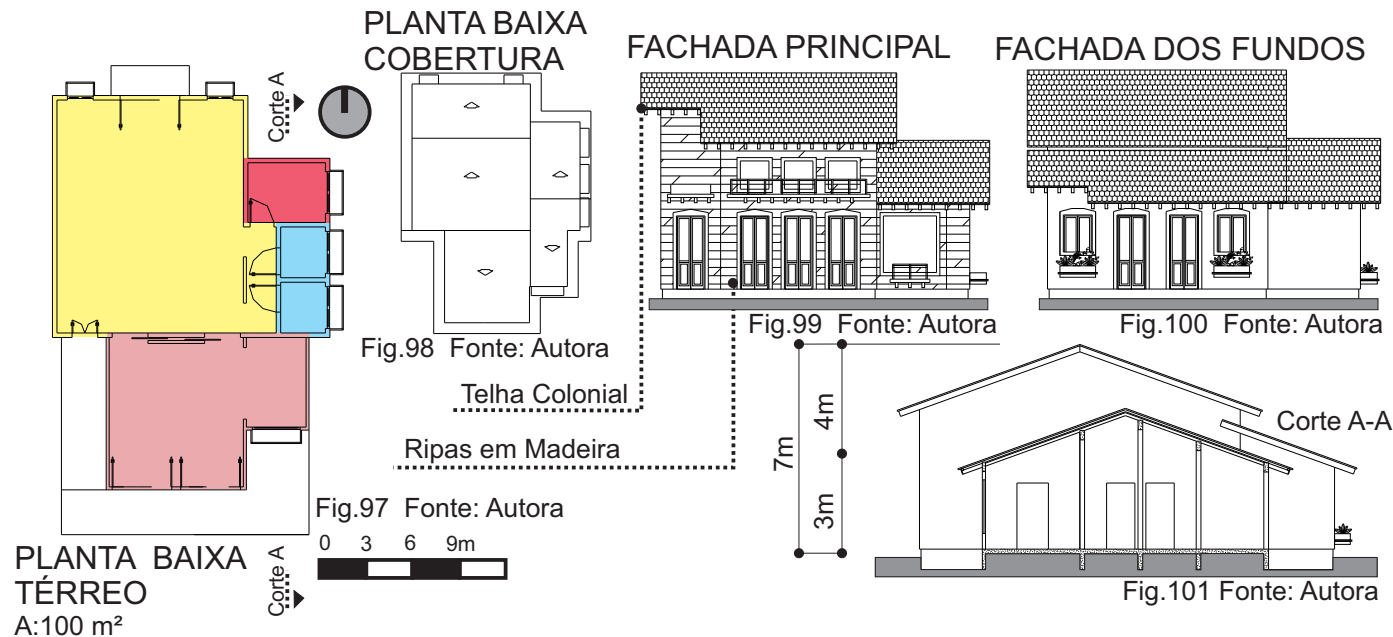 PLANTA BAIXA
COBERTURA
FACHADA PRINCIPAL
FACHADA DOS FUNDOS
Corte A
Fig.98 Fonte: Autora
Fig.99 Fonte: Autora
Fig.100 Fonte: Autora
Telha Colonial
Ripas em Madeira
7m
4m
3m
Corte A-A
Fig.97 Fonte: Autora
0 3 6 9m
PLANTA BAIXA
TÉRREO
A:100 m²
Corte A
Fig.101 Fonte: Autora